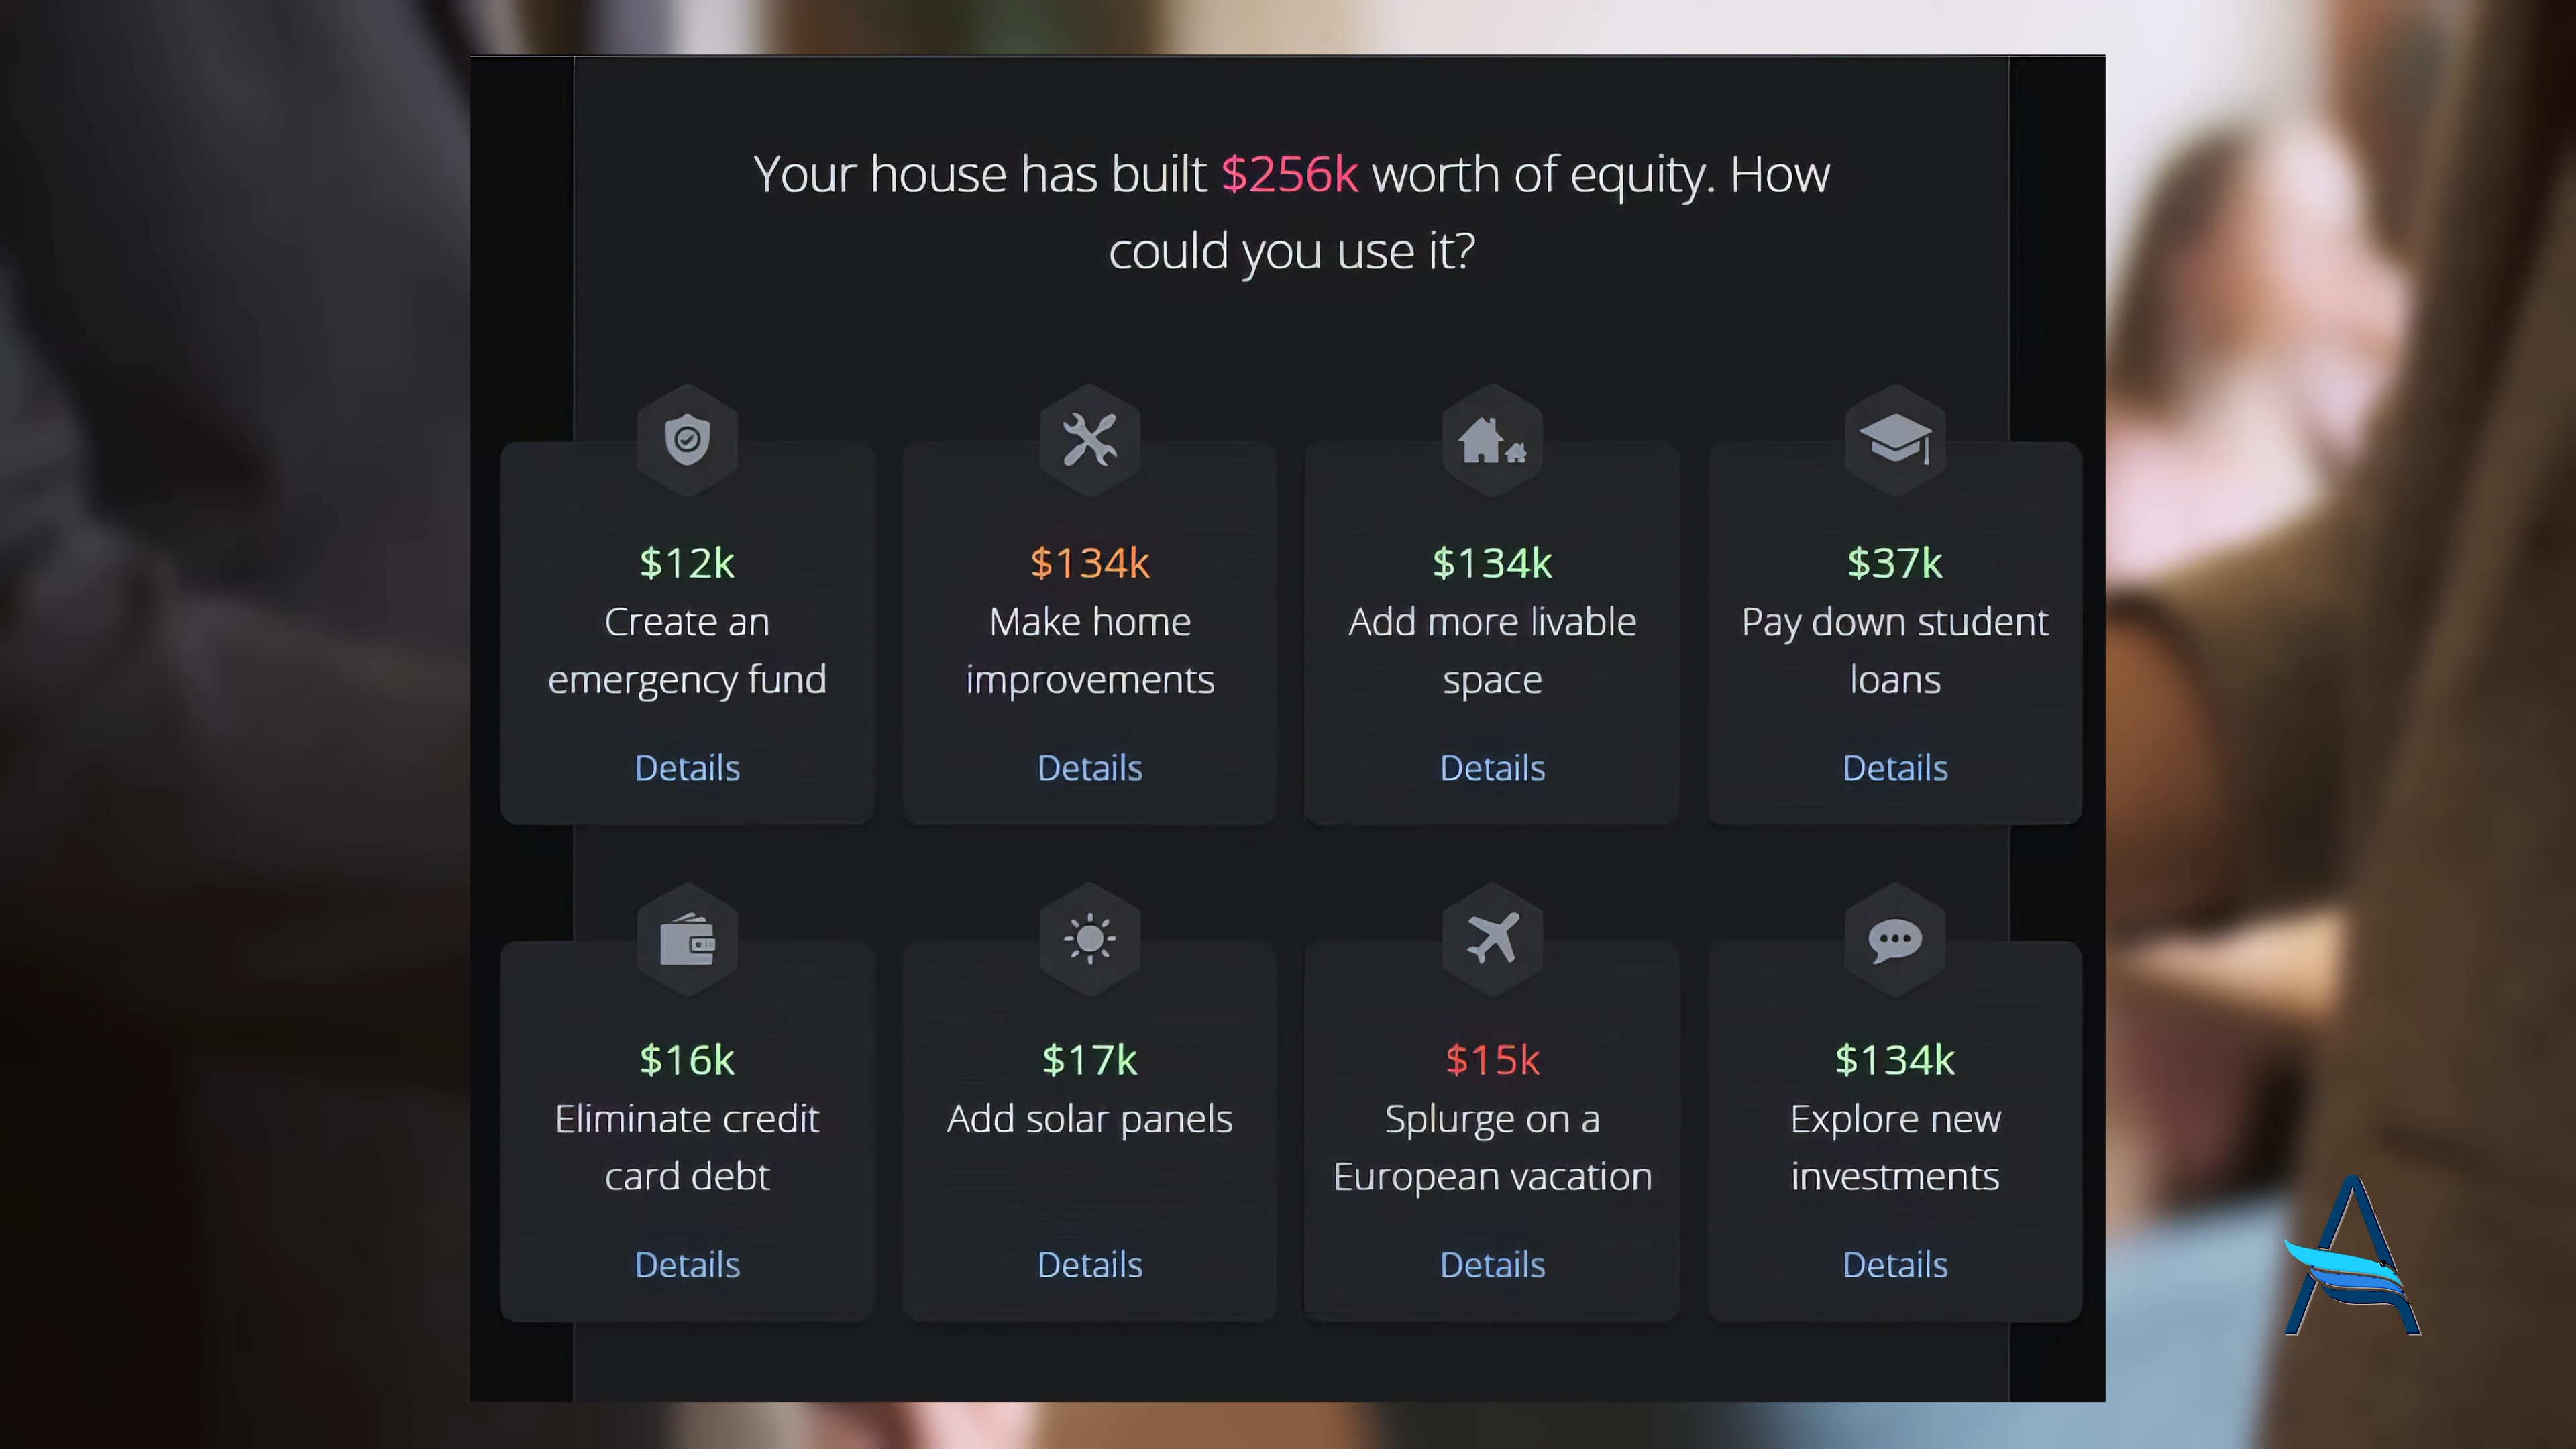 Your house has built $256k worth of equity. How
could you use it?
$12k
Create an
emergency fund
Details
$134k
Make home
improvements
Details
$134k
Add more livable
space
Details
$37k
Pay down student
loans
Details
$16k
Eliminate credit
card debt
Details
$17k
Add solar panels
Details
$15k
Splurge on a
European vacation
Details
$134k
Explore new
investments
Details